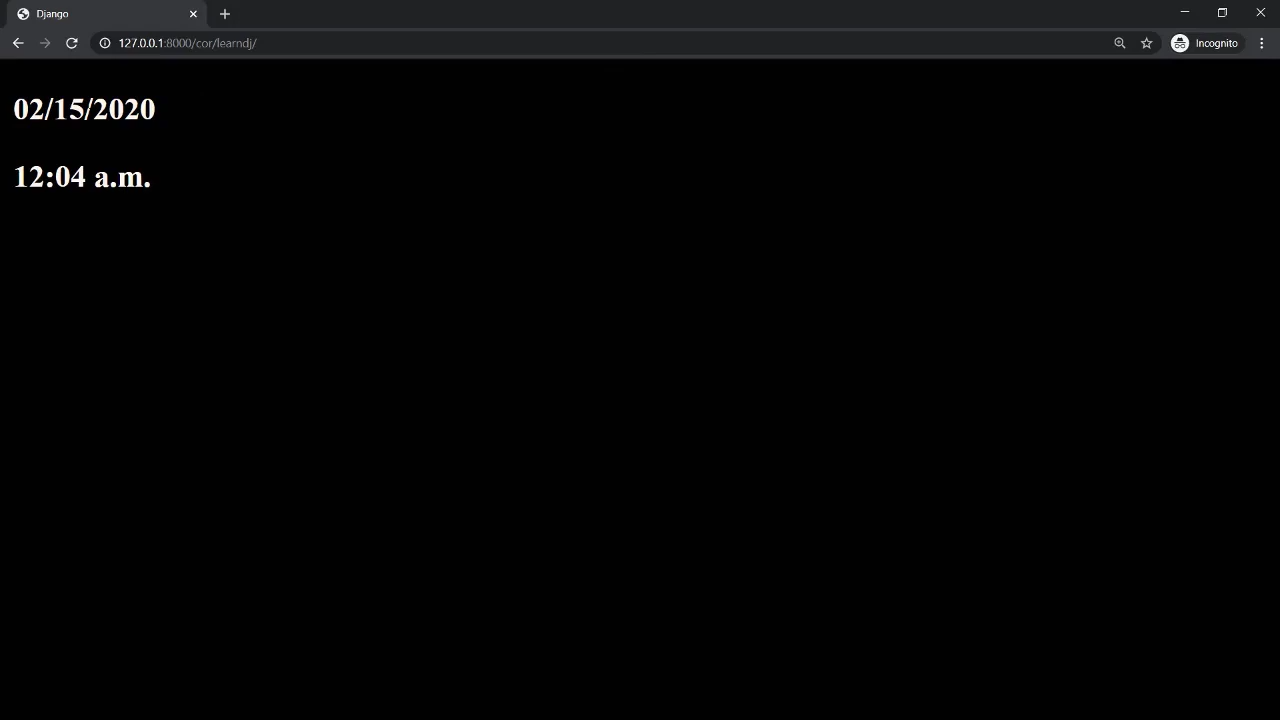 Django
127.0.0.1:8000/cor/learndj/
Incognito
02/15/2020
12:04 a.m.